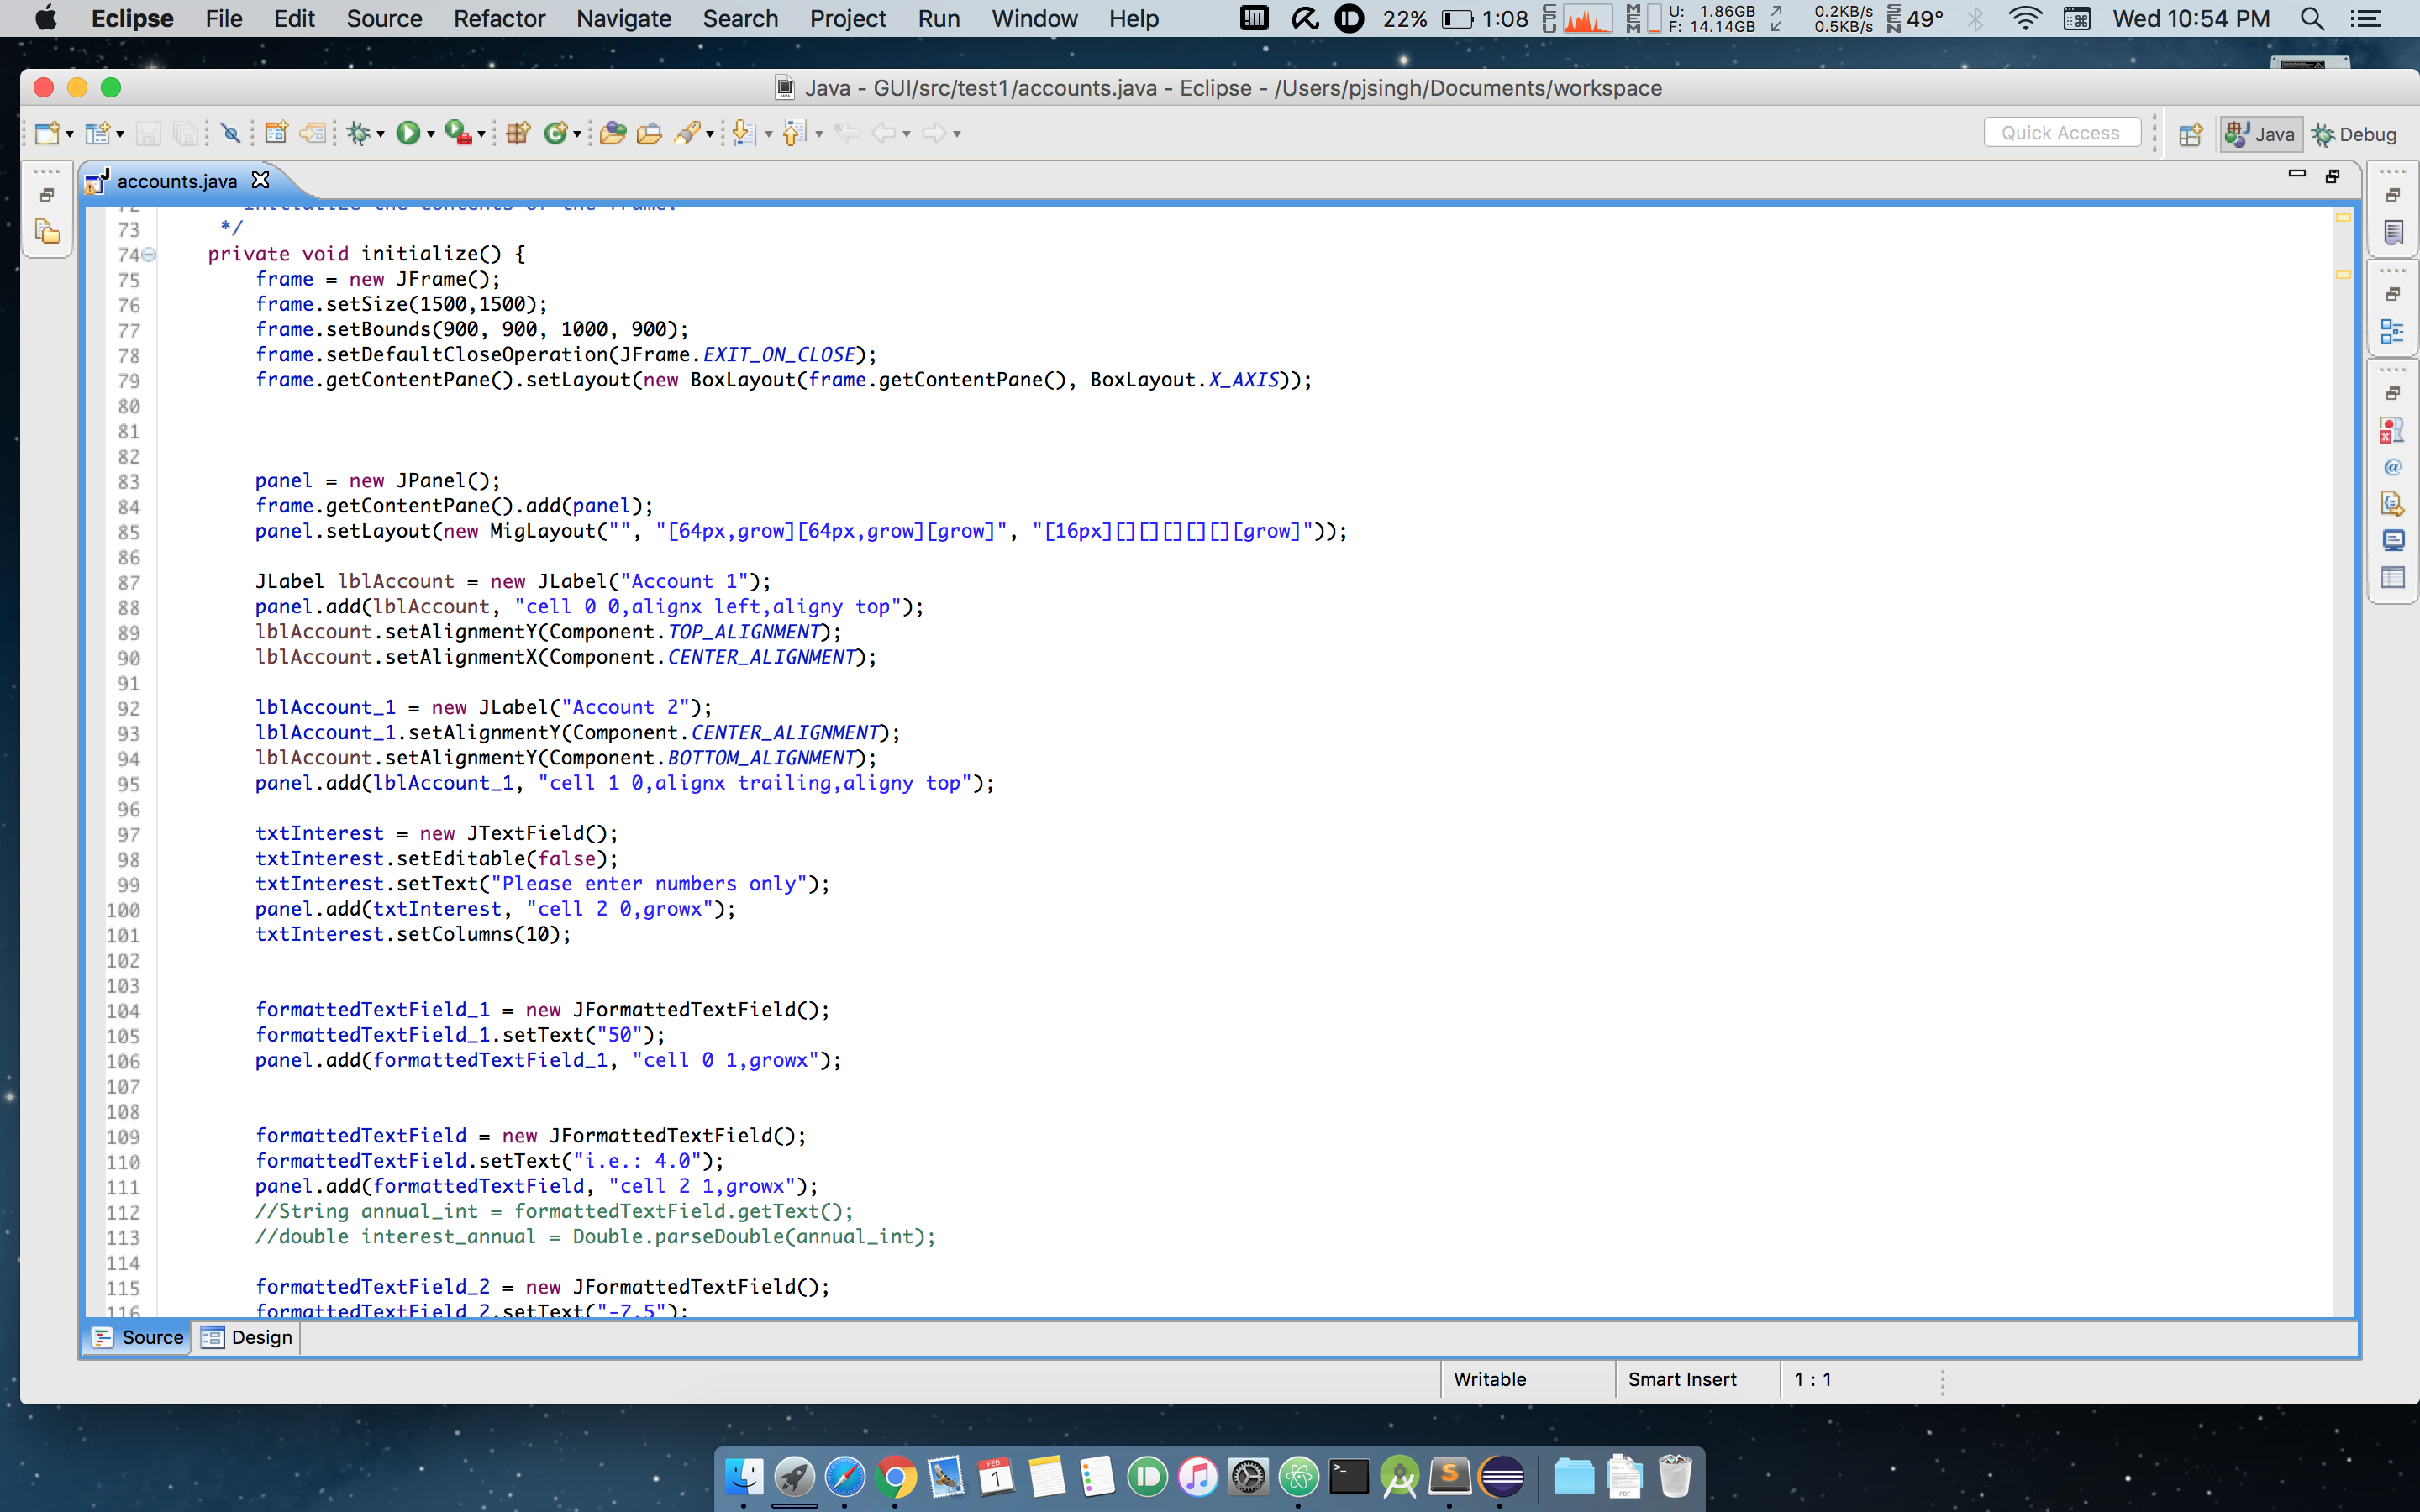 Eclipse File Edit Source Refactor Navigate Search Project Run Window Help 22% 1:08 CPU MEM U: 1.86GB F: 14.14GB 0.2KB/s 0.5KB/s SEN 49° Wed 10:54 PM
Java - GUI/src/test1/accounts.java - Eclipse - /Users/pjsingh/Documents/workspace
Quick Access Java Debug
accounts.java
72 Initialize the contents of the frame.
73 */
74 private void initialize() {
75 frame = new JFrame();
76 frame.setSize(1500,1500);
77 frame.setBounds(900, 900, 1000, 900);
78 frame.setDefaultCloseOperation(JFrame.EXIT_ON_CLOSE);
79 frame.getContentPane().setLayout(new BoxLayout(frame.getContentPane(), BoxLayout.X_AXIS));
80
81
82
83 panel = new JPanel();
84 frame.getContentPane().add(panel);
85 panel.setLayout(new MigLayout("", "[64px,grow][64px,grow][grow]", "[16px][][][][][][grow]"));
86
87 JLabel lblAccount = new JLabel("Account 1");
88 panel.add(lblAccount, "cell 0 0,alignx left,aligny top");
89 lblAccount.setAlignmentY(Component.TOP_ALIGNMENT);
90 lblAccount.setAlignmentX(Component.CENTER_ALIGNMENT);
91
92 lblAccount_1 = new JLabel("Account 2");
93 lblAccount_1.setAlignmentY(Component.CENTER_ALIGNMENT);
94 lblAccount.setAlignmentY(Component.BOTTOM_ALIGNMENT);
95 panel.add(lblAccount_1, "cell 1 0,alignx trailing,aligny top");
96
97 txtInterest = new JTextField();
98 txtInterest.setEditable(false);
99 txtInterest.setText("Please enter numbers only");
100 panel.add(txtInterest, "cell 2 0,growx");
101 txtInterest.setColumns(10);
102
103
104 formattedTextField_1 = new JFormattedTextField();
105 formattedTextField_1.setText("50");
106 panel.add(formattedTextField_1, "cell 0 1,growx");
107
108
109 formattedTextField = new JFormattedTextField();
110 formattedTextField.setText("i.e.: 4.0");
111 panel.add(formattedTextField, "cell 2 1,growx");
112 //String annual_int = formattedTextField.getText();
113 //double interest_annual = Double.parseDouble(annual_int);
114
115 formattedTextField_2 = new JFormattedTextField();
116 formattedTextField_2.setText("-7.5");
Source Design
Writable Smart Insert 1 : 1
FEB
1
PDF